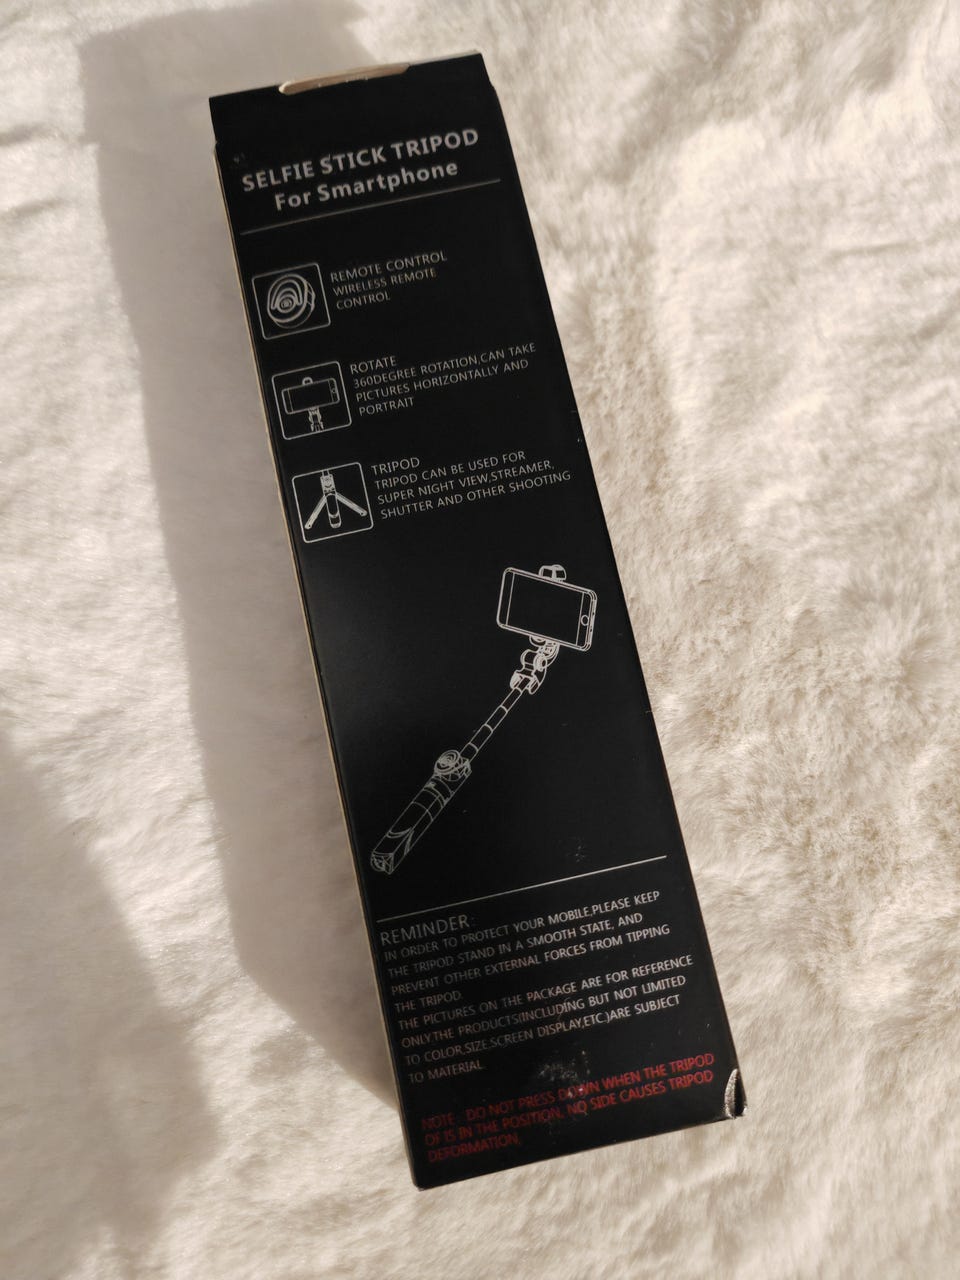 SELFIE STICK TRIPOD
For Smartphone
REMOTE CONTROL
WIRELESS REMOTE
CONTROL
ROTATE
360DEGREE ROTATION,CAN TAKE
PICTURES HORIZONTALLY AND
PORTRAIT
TRIPOD
TRIPOD CAN BE USED FOR
SUPER NIGHT VIEW,STREAMER,
SHUTTER AND OTHER SHOOTING
REMINDER:
IN ORDER TO PROTECT YOUR MOBILE,PLEASE KEEP
THE TRIPOD STAND IN A SMOOTH STATE, AND
PREVENT OTHER EXTERNAL FORCES FROM TIPPING
THE TRIPOD.
THE PICTURES ON THE PACKAGE ARE FOR REFERENCE
ONLY.THE PRODUCTS(INCLUDING BUT NOT LIMITED
TO COLOR,SIZE,SCREEN DISPLAY,ETC.)ARE SUBJECT
TO MATERIAL.
NOTE: DO NOT PRESS DOWN WHEN THE TRIPOD
OF IS IN THE POSITION, NO SIDE CAUSES TRIPOD
DEFORMATION.